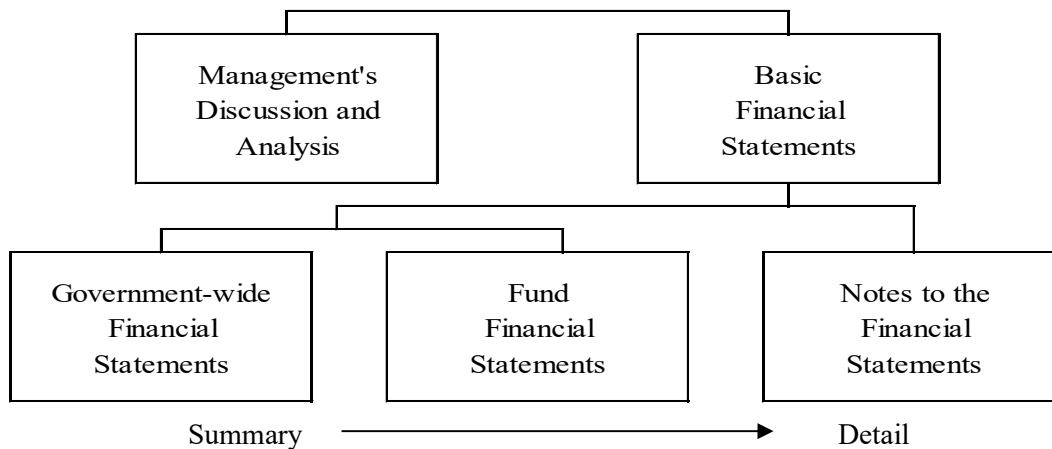 Management's
Discussion and
Analysis
Basic
Financial
Statements
Government-wide
Financial
Statements
Fund
Financial
Statements
Notes to the
Financial
Statements
Summary
Detail